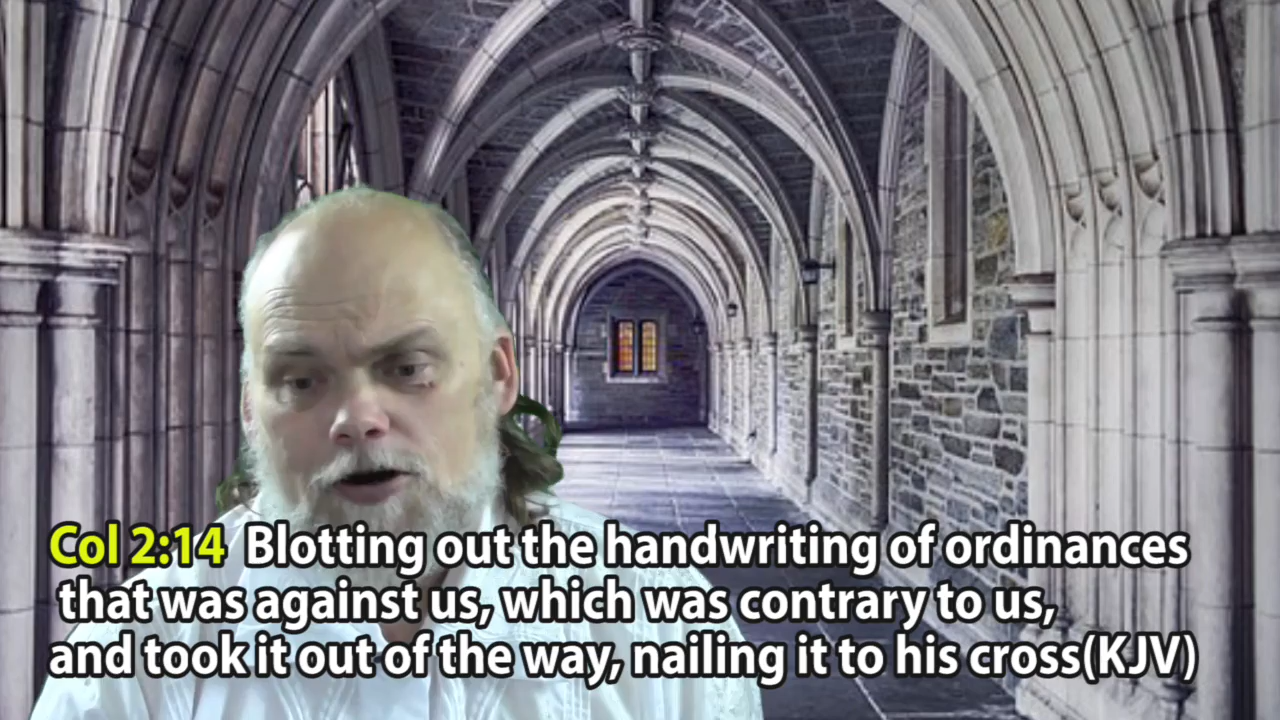 Col 2:14 Blotting out the handwriting of ordinances
that was against us, which was contrary to us,
and took it out of the way, nailing it to his cross(KJV)